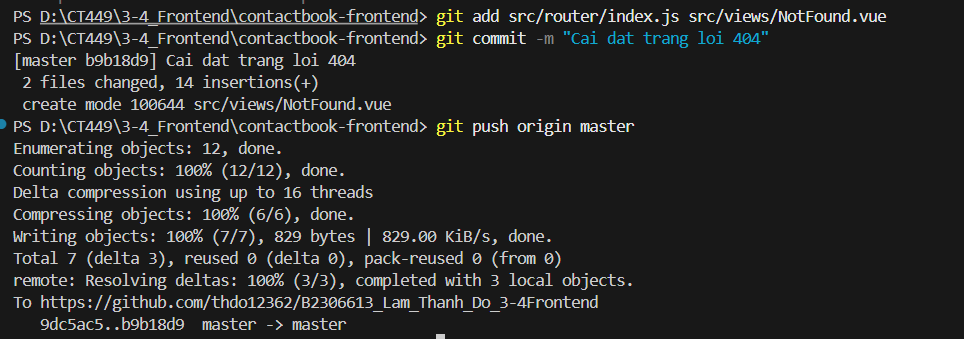 PS D:\CT449\3-4_Frontend\contactbook-frontend> git add src/router/index.js src/views/NotFound.vue
PS D:\CT449\3-4_Frontend\contactbook-frontend> git commit -m "Cai dat trang loi 404"
[master b9b18d9] Cai dat trang loi 404
 2 files changed, 14 insertions(+)
 create mode 100644 src/views/NotFound.vue
PS D:\CT449\3-4_Frontend\contactbook-frontend> git push origin master
Enumerating objects: 12, done.
Counting objects: 100% (12/12), done.
Delta compression using up to 16 threads
Compressing objects: 100% (6/6), done.
Writing objects: 100% (7/7), 829 bytes | 829.00 KiB/s, done.
Total 7 (delta 3), reused 0 (delta 0), pack-reused 0 (from 0)
remote: Resolving deltas: 100% (3/3), completed with 3 local objects.
To https://github.com/thdo12362/B2306613_Lam_Thanh_Do_3-4Frontend
   9dc5ac5..b9b18d9  master -> master